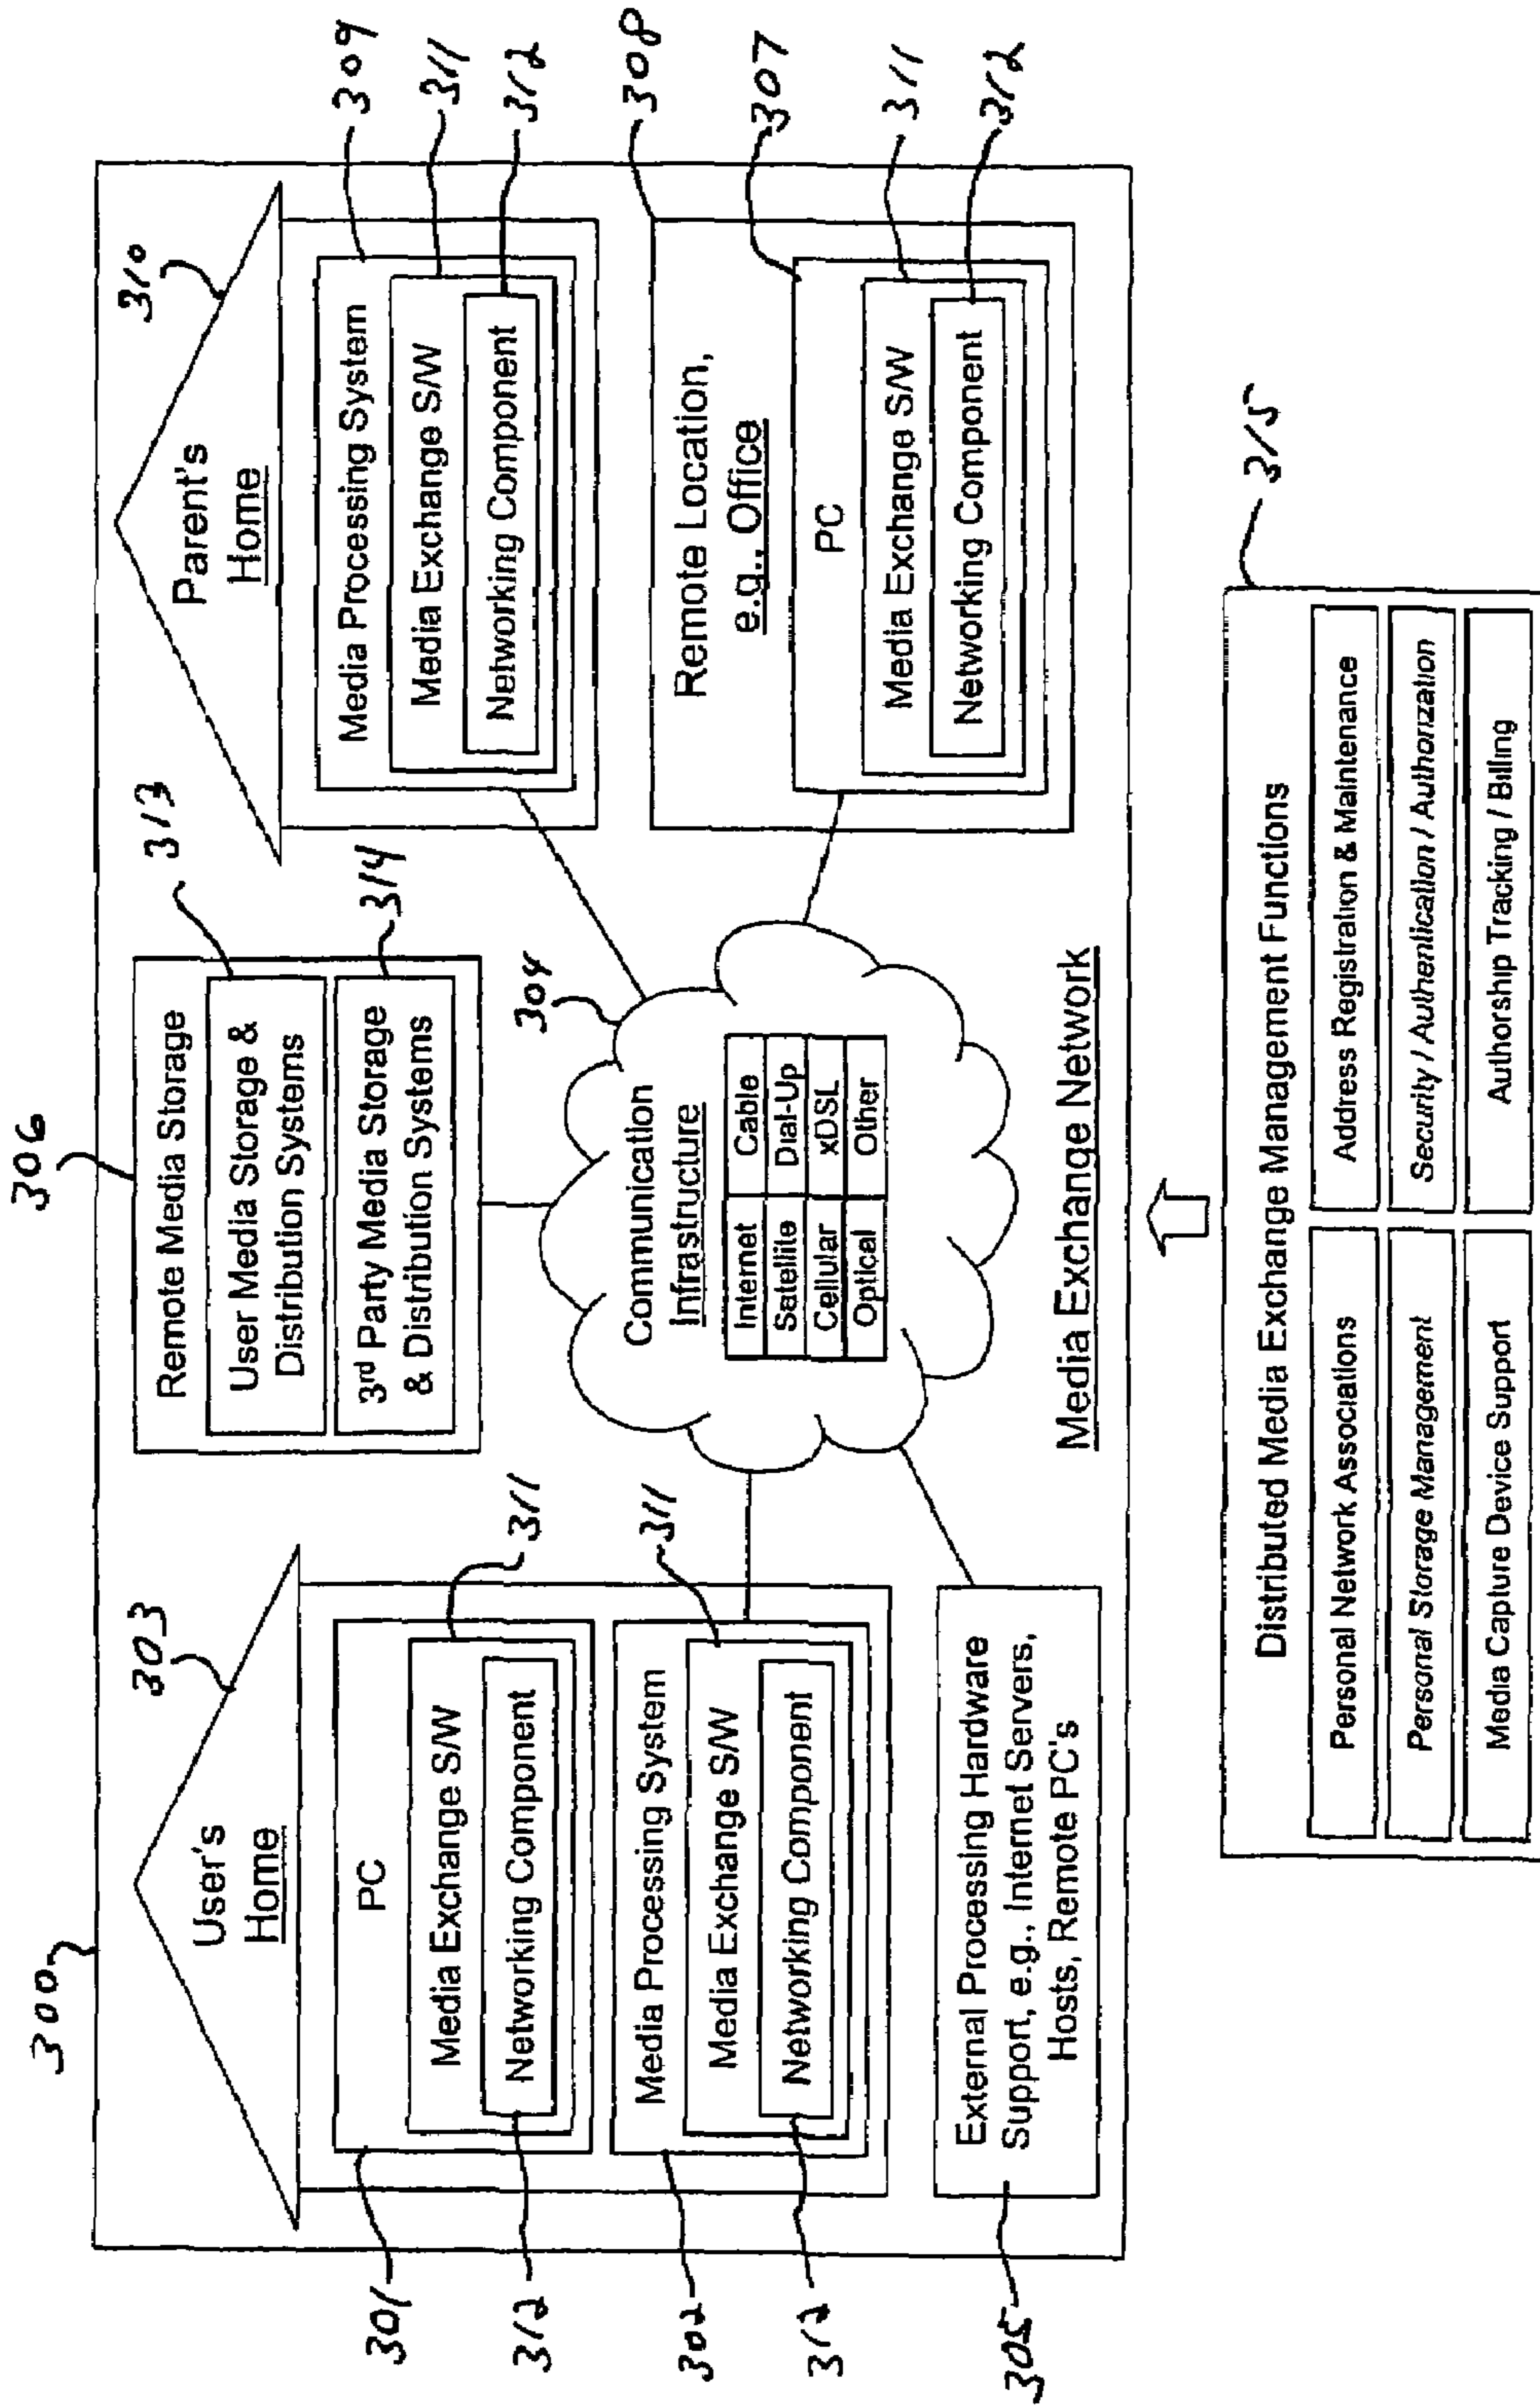 300
303
User's
Home
PC
Media Exchange S/W
Networking Component
301
312
311
Media Processing System
Media Exchange S/W
Networking Component
302
312
311
External Processing Hardware
Support, e.g., Internet Servers,
Hosts, Remote PC's
305
306
Remote Media Storage
User Media Storage &
Distribution Systems
3rd Party Media Storage
& Distribution Systems
313
314
304
Communication
Infrastructure
Internet Cable
Satellite Dial-Up
Cellular xDSL
Optical Other
Media Exchange Network
310
Parent's
Home
Media Processing System
Media Exchange S/W
Networking Component
309
311
312
308
Remote Location,
e.g., Office
PC
Media Exchange S/W
Networking Component
307
311
312
315
Distributed Media Exchange Management Functions
Personal Network Associations
Address Registration & Maintenance
Personal Storage Management
Security / Authentication / Authorization
Media Capture Device Support
Authorship Tracking / Billing